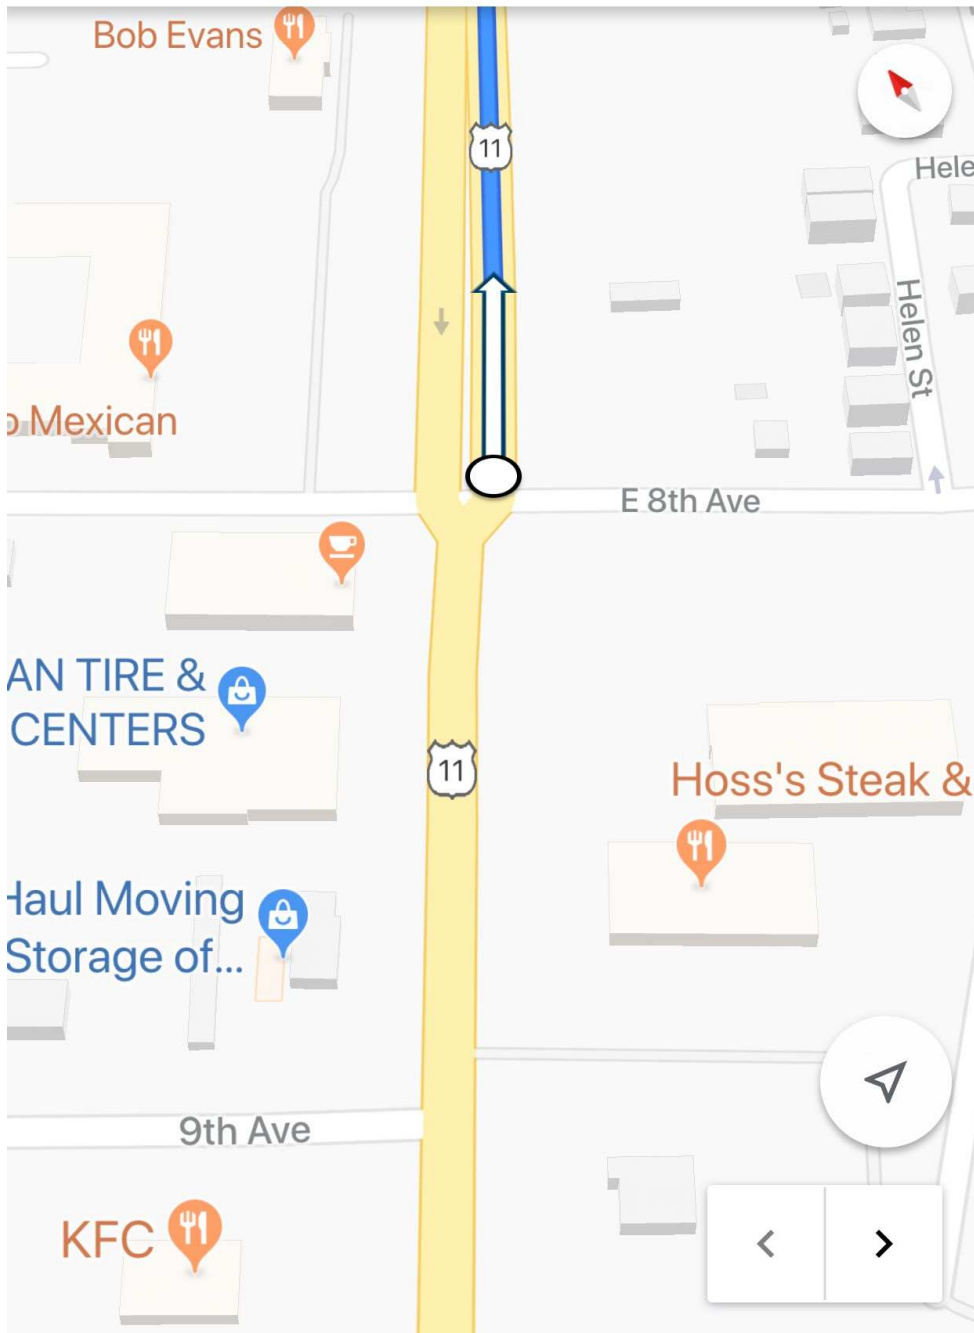 Bob Evans
11
Hele
Helen St
o Mexican
E 8th Ave
AN TIRE &
CENTERS
11
Hoss's Steak &
Haul Moving
Storage of...
9th Ave
KFC